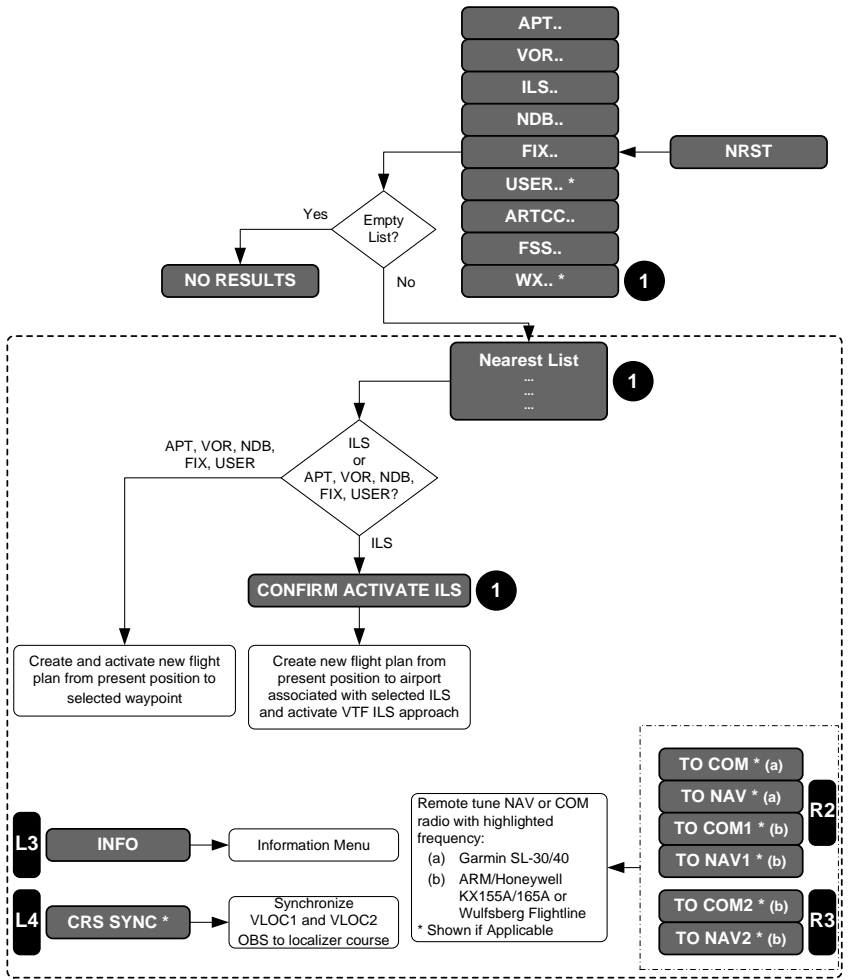 APT..
VOR..
ILS..
NDB..
FIX..
NRST
USER.. *
ARTCC..
FSS..
WX.. *
1
Yes
Empty
List?
NO RESULTS
No
Nearest List
...
...
...
1
APT, VOR, NDB,
FIX, USER
ILS
or
APT, VOR, NDB,
FIX, USER?
ILS
CONFIRM ACTIVATE ILS
1
Create and activate new flight
plan from present position to
selected waypoint
Create new flight plan from
present position to airport
associated with selected ILS
and activate VTF ILS approach
L3
INFO
Information Menu
L4
CRS SYNC *
Synchronize
VLOC1 and VLOC2
OBS to localizer course
Remote tune NAV or COM
radio with highlighted
frequency:
(a) Garmin SL-30/40
(b) ARM/Honeywell
KX155A/165A or
Wulfsberg Flightline
* Shown if Applicable
TO COM * (a)
TO NAV * (a)
TO COM1 * (b)
TO NAV1 * (b)
R2
TO COM2 * (b)
TO NAV2 * (b)
R3